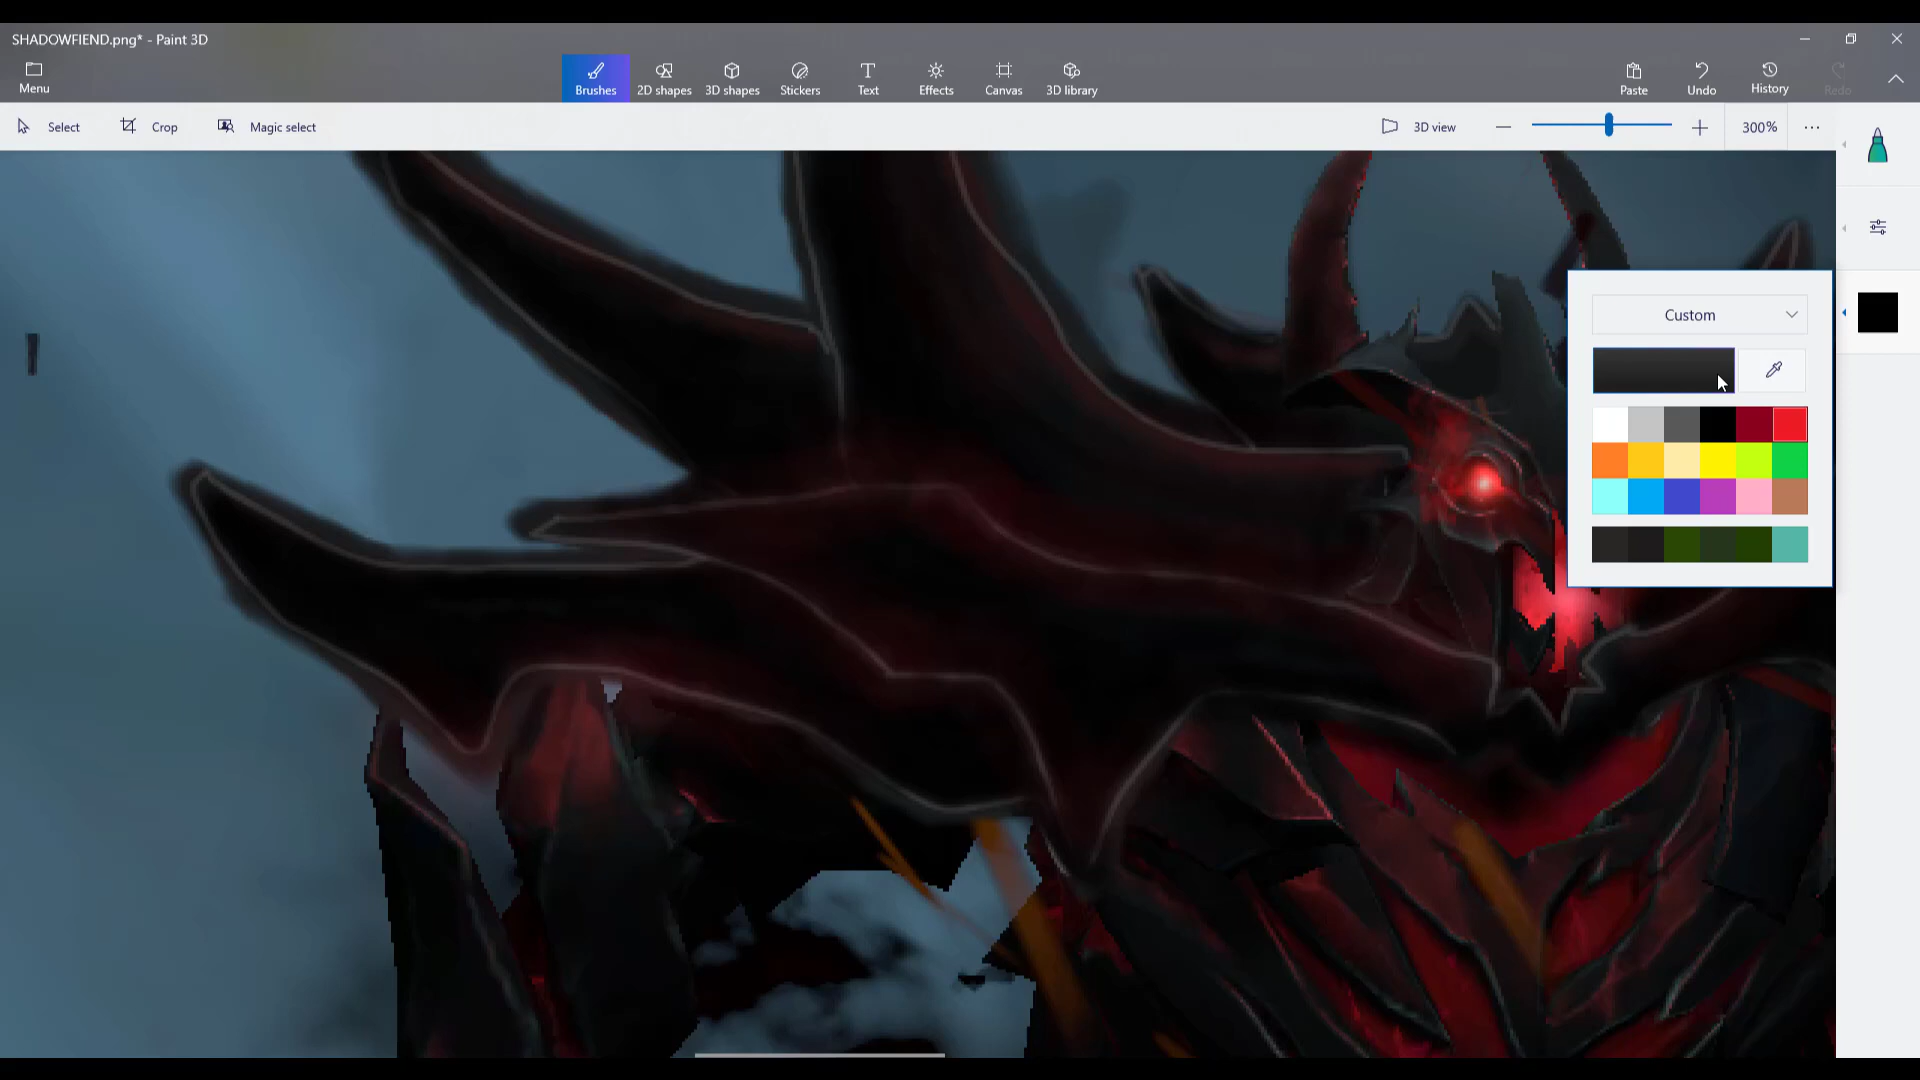 SHADOWFIEND.png* - Paint 3D
Menu
Brushes
2D shapes
3D shapes
Stickers
Text
Effects
Canvas
3D library
Paste
Undo
History
Redo
Select
Crop
Magic select
3D view
300%
Custom